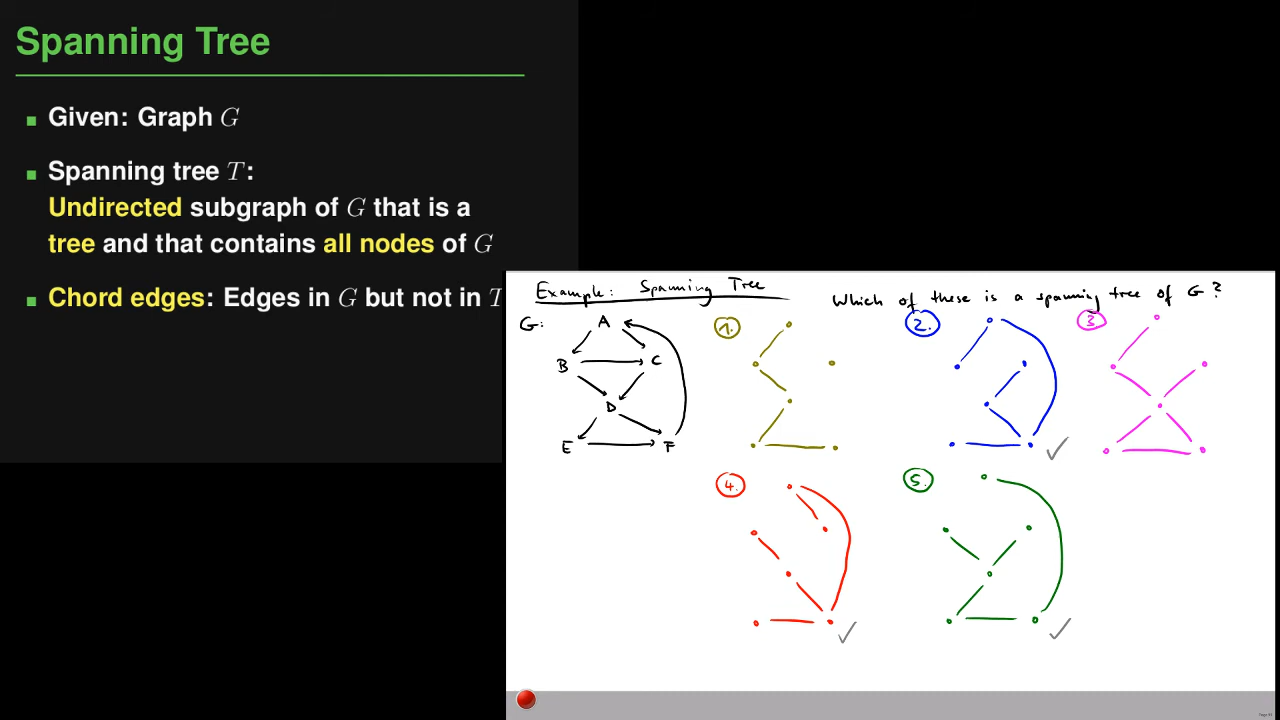 Spanning Tree
Given: Graph G
Spanning tree T:
Undirected subgraph of G that is a
tree and that contains all nodes of G
Chord edges: Edges in G but not in T
Example: Spanning Tree
Which of these is a spanning tree of G?
G:
A
B C
D
E F
1.
2.
3
4.
5.